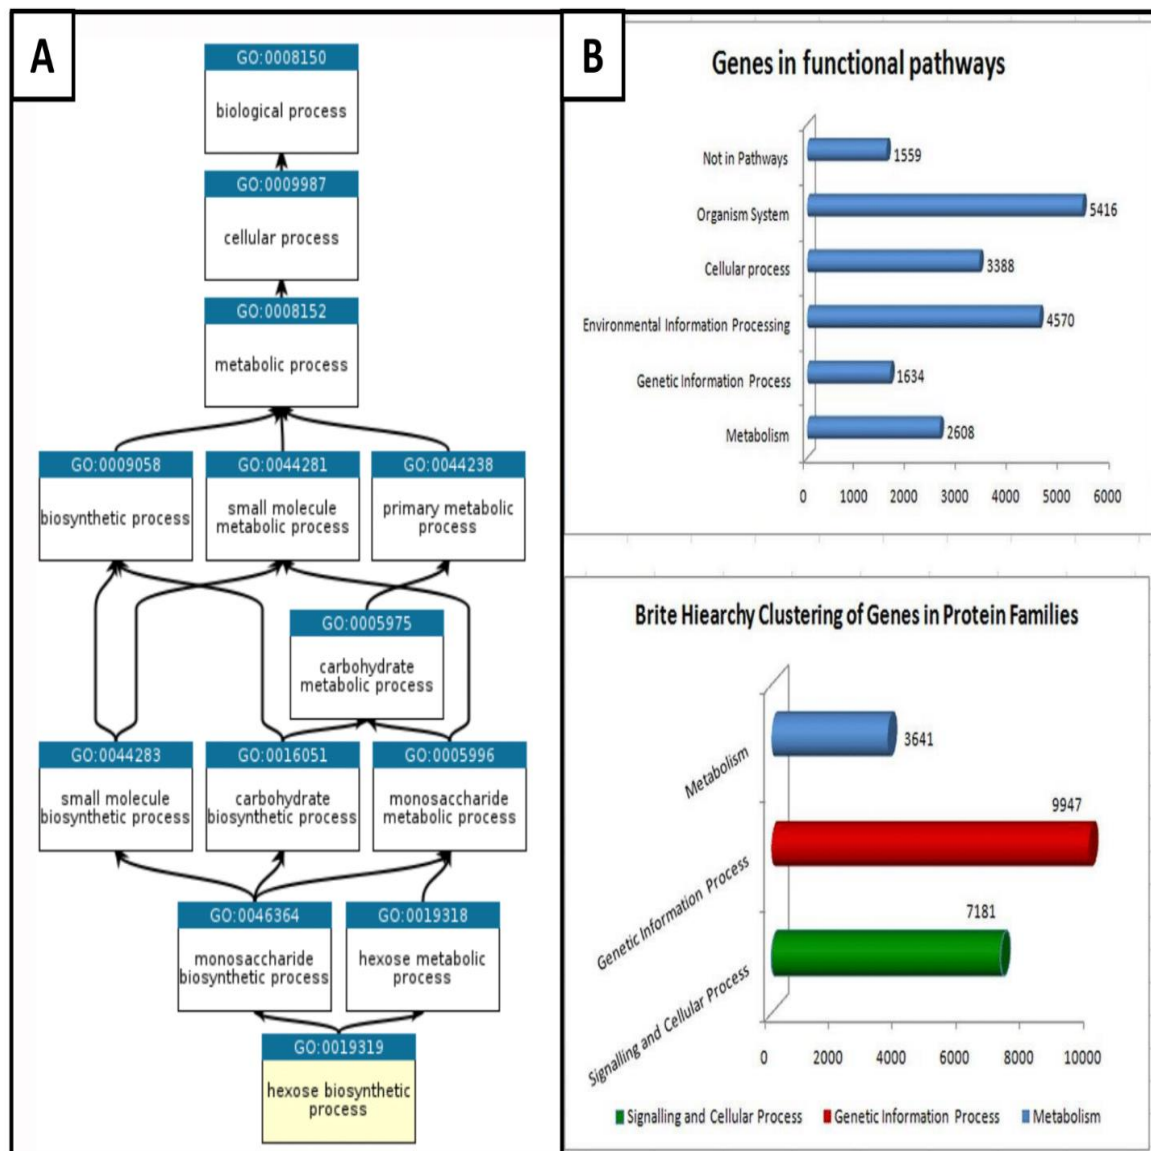 A
GO:0008150
biological process
GO:0009987
cellular process
GO:0008152
metabolic process
GO:0009058
biosynthetic process
GO:0044281
small molecule
metabolic process
GO:0044238
primary metabolic
process
GO:0005975
carbohydrate
metabolic process
GO:0044283
small molecule
biosynthetic process
GO:0016051
carbohydrate
biosynthetic process
GO:0005996
monosaccharide
metabolic process
GO:0046364
monosaccharide
biosynthetic process
GO:0019318
hexose metabolic
process
GO:0019319
hexose biosynthetic
process
B
Genes in functional pathways
Not in Pathways
1559
Organism System
5416
Cellular process
3388
Environmental Information Processing
4570
Genetic Information Process
1634
Metabolism
2608
0 1000 2000 3000 4000 5000 6000
Brite Hiearchy Clustering of Genes in Protein Families
Metabolism
3641
Genetic Information Process
9947
Signalling and Cellular Process
7181
0 2000 4000 6000 8000 10000
Signalling and Cellular Process Genetic Information Process Metabolism